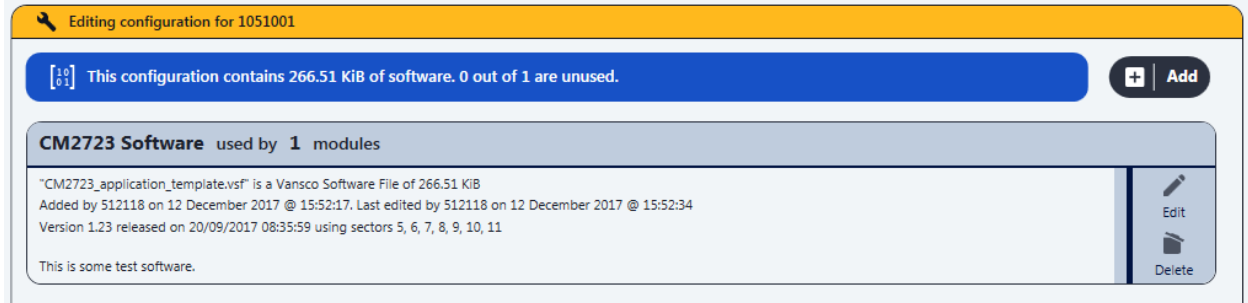 Editing configuration for 1051001
10
01
This configuration contains 266.51 KiB of software. 0 out of 1 are unused.
Add
CM2723 Software used by 1 modules
"CM2723_application_template.vsf" is a Vansco Software File of 266.51 KiB
Added by 512118 on 12 December 2017 @ 15:52:17. Last edited by 512118 on 12 December 2017 @ 15:52:34
Version 1.23 released on 20/09/2017 08:35:59 using sectors 5, 6, 7, 8, 9, 10, 11
This is some test software.
Edit
Delete